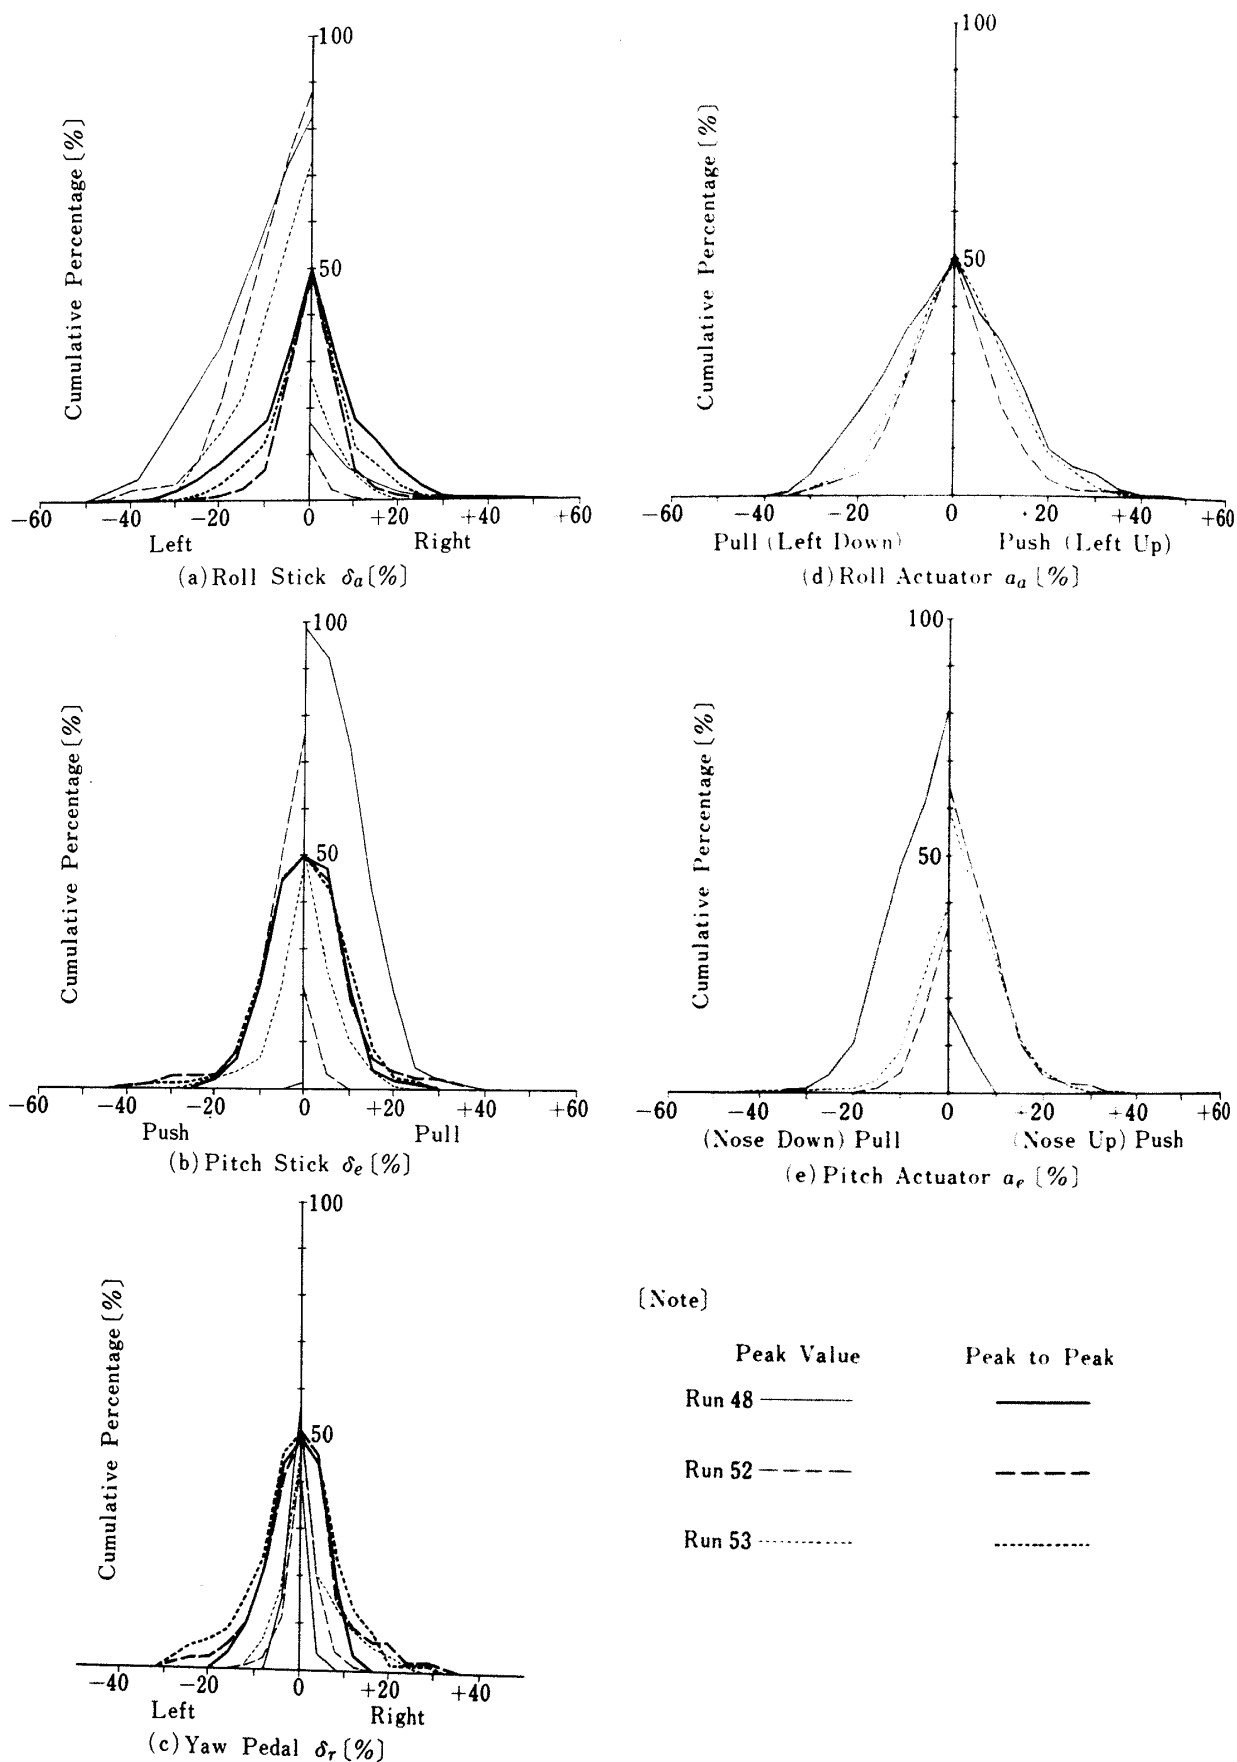 100
Cumulative Percentage [%]
50
−60 −40 −20 0 +20 +40 +60
Left Right
(a) Roll Stick δa [%]
100
Cumulative Percentage [%]
50
−60 −40 −20 0 +20 +40 +60
Pull (Left Down) Push (Left Up)
(d) Roll Actuator aa [%]
100
Cumulative Percentage [%]
50
−60 −40 −20 0 +20 +40 +60
Push Pull
(b) Pitch Stick δe [%]
100
Cumulative Percentage [%]
50
−60 −40 −20 0 +20 +40 +60
(Nose Down) Pull (Nose Up) Push
(e) Pitch Actuator ae [%]
100
Cumulative Percentage [%]
50
−40 −20 0 +20 +40
Left Right
(c) Yaw Pedal δr [%]
[Note]
Peak Value Peak to Peak
Run 48
Run 52
Run 53